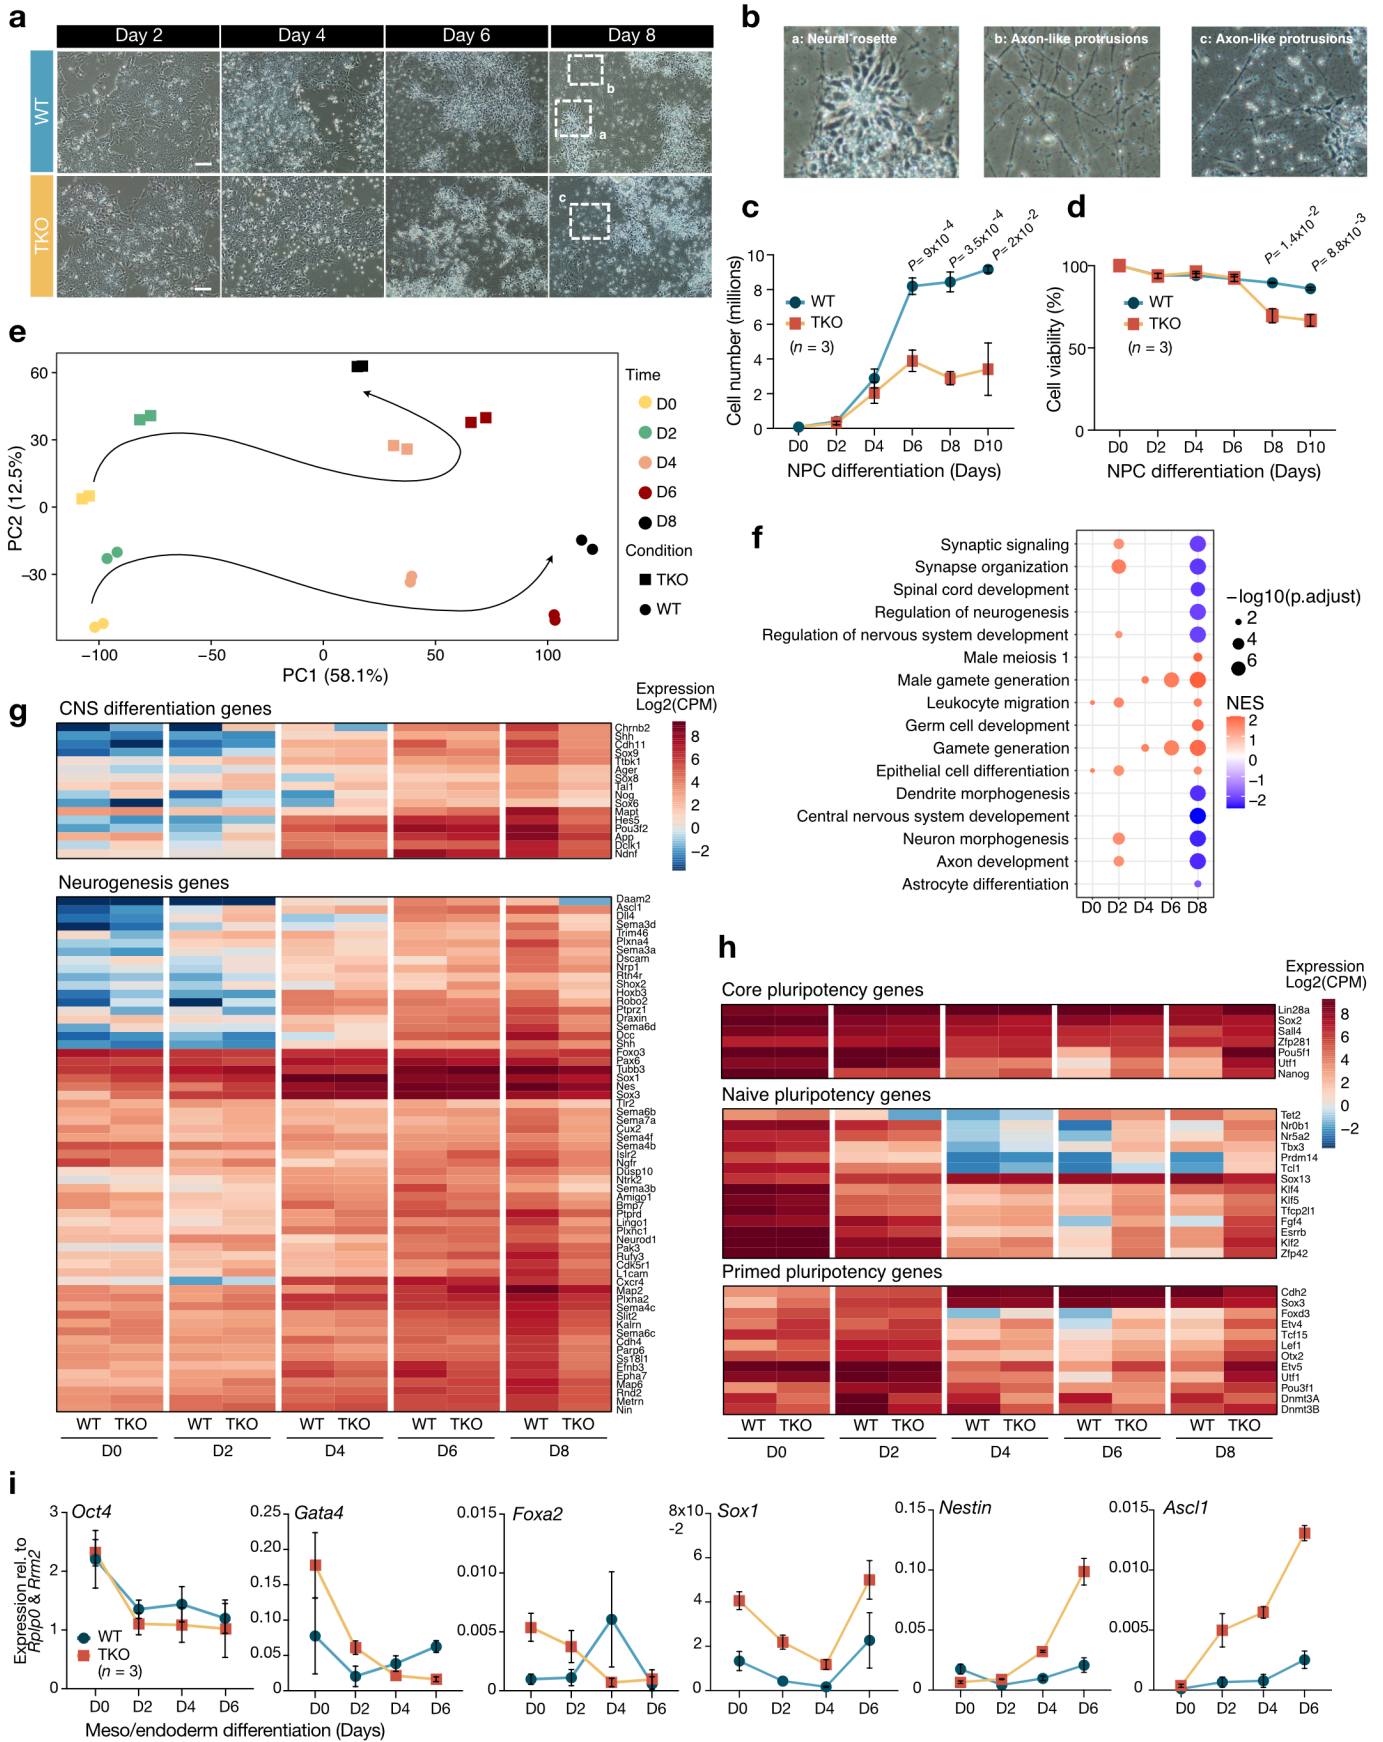 a
Day 2
Day 4
Day 6
Day 8
WT
TKO
b
a
c
b
a: Neural rosette
b: Axon-like protrusions
c: Axon-like protrusions
c
Cell number (millions)
10
8
6
4
2
0
P= 9x10-4
P= 3.5x10-4
P= 2x10-2
WT
TKO
(n = 3)
D0 D2 D4 D6 D8 D10
NPC differentiation (Days)
d
Cell viability (%)
100
50
0
P= 1.4x10-2
P= 8.8x10-3
WT
TKO
(n = 3)
D0 D2 D4 D6 D8 D10
NPC differentiation (Days)
e
PC2 (12.5%)
60
30
0
−30
−100 −50 0 50 100
PC1 (58.1%)
Time
D0
D2
D4
D6
D8
Condition
TKO
WT
f
Synaptic signaling
Synapse organization
Spinal cord development
Regulation of neurogenesis
Regulation of nervous system development
Male meiosis 1
Male gamete generation
Leukocyte migration
Germ cell development
Gamete generation
Epithelial cell differentiation
Dendrite morphogenesis
Central nervous system developement
Neuron morphogenesis
Axon development
Astrocyte differentiation
D0 D2 D4 D6 D8
−log10(p.adjust)
2
4
6
NES
2
1
0
−1
−2
g
CNS differentiation genes
Expression
Log2(CPM)
8
6
4
2
0
−2
Chrnb2
Shh
Cdh11
Sox9
Ttbk1
Ager
Sox8
Tal1
Nog
Sox6
Mapt
Hes5
Pou3f2
App
Dclk1
Ndnf
Neurogenesis genes
Daam2
Ascl1
Dll4
Sema3d
Trim46
Plxna4
Sema3a
Dscam
Nrp1
Rtn4r
Shox2
Hoxb3
Robo2
Ptprz1
Draxin
Sema6d
Dcc
Shh
Foxo3
Pax6
Tubb3
Sox1
Nes
Sox3
Tlr2
Sema6b
Sema7a
Cux2
Sema4f
Sema4b
Islr2
Ngfr
Dusp10
Ntrk2
Sema3b
Amigo1
Bmp7
Ptprd
Lingo1
Plxnc1
Neurod1
Pak3
Rufy3
Cdk5r1
L1cam
Cxcr4
Map2
Plxna2
Sema4c
Slit2
Kalrn
Sema6c
Cdh4
Parp6
Ss18l1
Efnb3
Epha7
Map6
Rnd2
Metrn
Nin
WT TKO WT TKO WT TKO WT TKO WT TKO
D0 D2 D4 D6 D8
h
Core pluripotency genes
Expression
Log2(CPM)
8
6
4
2
0
−2
Lin28a
Sox2
Sall4
Zfp281
Pou5f1
Utf1
Nanog
Naive pluripotency genes
Tet2
Nr0b1
Nr5a2
Tbx3
Prdm14
Tcl1
Sox13
Klf4
Klf5
Tfcp2l1
Fgf4
Esrrb
Klf2
Zfp42
Primed pluripotency genes
Cdh2
Sox3
Foxd3
Etv4
Tcf15
Lef1
Otx2
Etv5
Utf1
Pou3f1
Dnmt3A
Dnmt3B
WT TKO WT TKO WT TKO WT TKO WT TKO
D0 D2 D4 D6 D8
i
Expression rel. to
Rplp0 & Rrm2
Oct4
3
2
1
0
WT
TKO
(n = 3)
D0 D2 D4 D6
Meso/endoderm differentiation (Days)
Gata4
0.25
0.20
0.15
0.10
0.05
0
D0 D2 D4 D6
Foxa2
0.015
0.010
0.005
0
D0 D2 D4 D6
Sox1
8x10
-2
6
4
2
0
D0 D2 D4 D6
Nestin
0.15
0.10
0.05
0
D0 D2 D4 D6
Ascl1
0.015
0.010
0.005
0
D0 D2 D4 D6